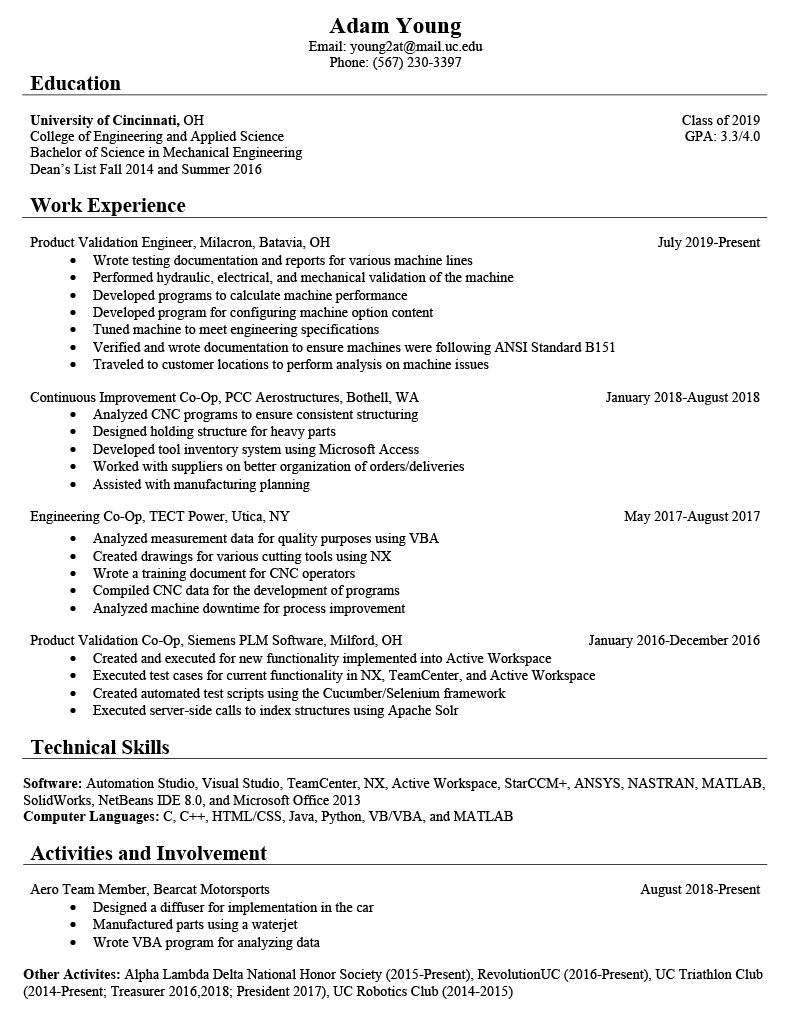 Adam Young
Email: young2at@mail.uc.edu
Phone: (567) 230-3397
Education
University of Cincinnati, OH Class of 2019
College of Engineering and Applied Science GPA: 3.3/4.0
Bachelor of Science in Mechanical Engineering
Dean's List Fall 2014 and Summer 2016
Work Experience
Product Validation Engineer, Milacron, Batavia, OH July 2019-Present
• Wrote testing documentation and reports for various machine lines
• Performed hydraulic, electrical, and mechanical validation of the machine
• Developed programs to calculate machine performance
• Developed program for configuring machine option content
• Tuned machine to meet engineering specifications
• Verified and wrote documentation to ensure machines were following ANSI Standard B151
• Traveled to customer locations to perform analysis on machine issues
Continuous Improvement Co-Op, PCC Aerostructures, Bothell, WA January 2018-August 2018
• Analyzed CNC programs to ensure consistent structuring
• Designed holding structure for heavy parts
• Developed tool inventory system using Microsoft Access
• Worked with suppliers on better organization of orders/deliveries
• Assisted with manufacturing planning
Engineering Co-Op, TECT Power, Utica, NY May 2017-August 2017
• Analyzed measurement data for quality purposes using VBA
• Created drawings for various cutting tools using NX
• Wrote a training document for CNC operators
• Compiled CNC data for the development of programs
• Analyzed machine downtime for process improvement
Product Validation Co-Op, Siemens PLM Software, Milford, OH January 2016-December 2016
• Created and executed for new functionality implemented into Active Workspace
• Executed test cases for current functionality in NX, TeamCenter, and Active Workspace
• Created automated test scripts using the Cucumber/Selenium framework
• Executed server-side calls to index structures using Apache Solr
Technical Skills
Software: Automation Studio, Visual Studio, TeamCenter, NX, Active Workspace, StarCCM+, ANSYS, NASTRAN, MATLAB,
SolidWorks, NetBeans IDE 8.0, and Microsoft Office 2013
Computer Languages: C, C++, HTML/CSS, Java, Python, VB/VBA, and MATLAB
Activities and Involvement
Aero Team Member, Bearcat Motorsports August 2018-Present
• Designed a diffuser for implementation in the car
• Manufactured parts using a waterjet
• Wrote VBA program for analyzing data
Other Activites: Alpha Lambda Delta National Honor Society (2015-Present), RevolutionUC (2016-Present), UC Triathlon Club
(2014-Present; Treasurer 2016,2018; President 2017), UC Robotics Club (2014-2015)